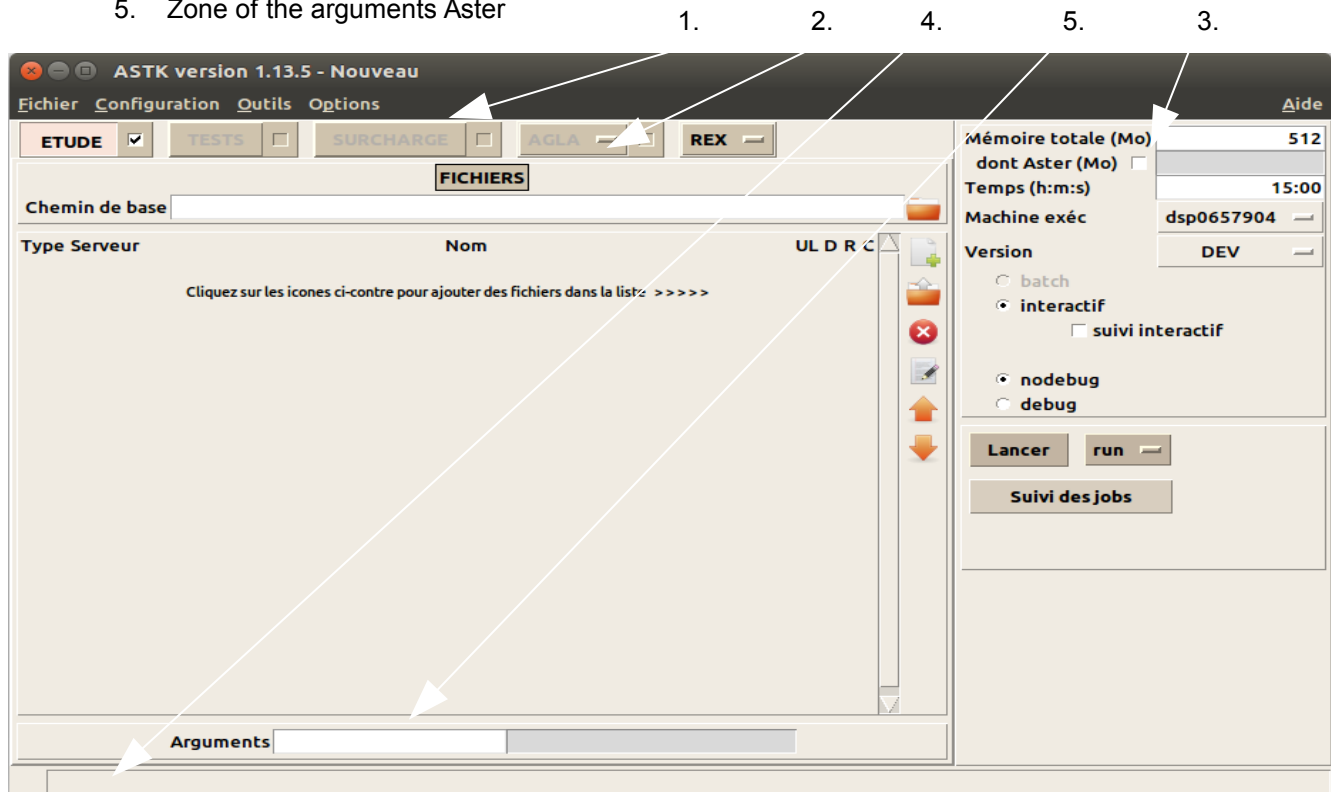 5. Zone of the arguments Aster
1. 2. 4. 5. 3.
ASTK version 1.13.5 - Nouveau
Fichier Configuration Outils Options Aide
ETUDE TESTS SURCHARGE AGLA REX
FICHIERS
Chemin de base
Type Serveur Nom UL D R C
Cliquez sur les icones ci-contre pour ajouter des fichiers dans la liste >>>>>
Arguments
Mémoire totale (Mo) 512
dont Aster (Mo)
Temps (h:m:s) 15:00
Machine exéc dsp0657904
Version DEV
batch
interactif
suivi interactif
nodebug
debug
Lancer run
Suivi des jobs